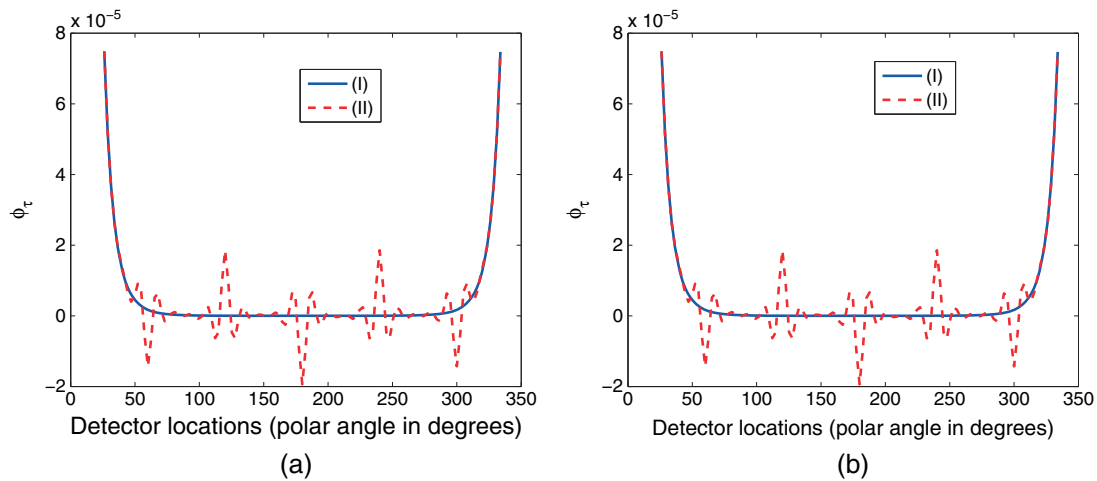 x 10⁻⁵
8
6
4
2
0
−2
ϕτ
(I)
(II)
0 50 100 150 200 250 300 350
Detector locations (polar angle in degrees)
(a)
x 10⁻⁵
8
6
4
2
0
−2
ϕτ
(I)
(II)
0 50 100 150 200 250 300 350
Detector locations (polar angle in degrees)
(b)